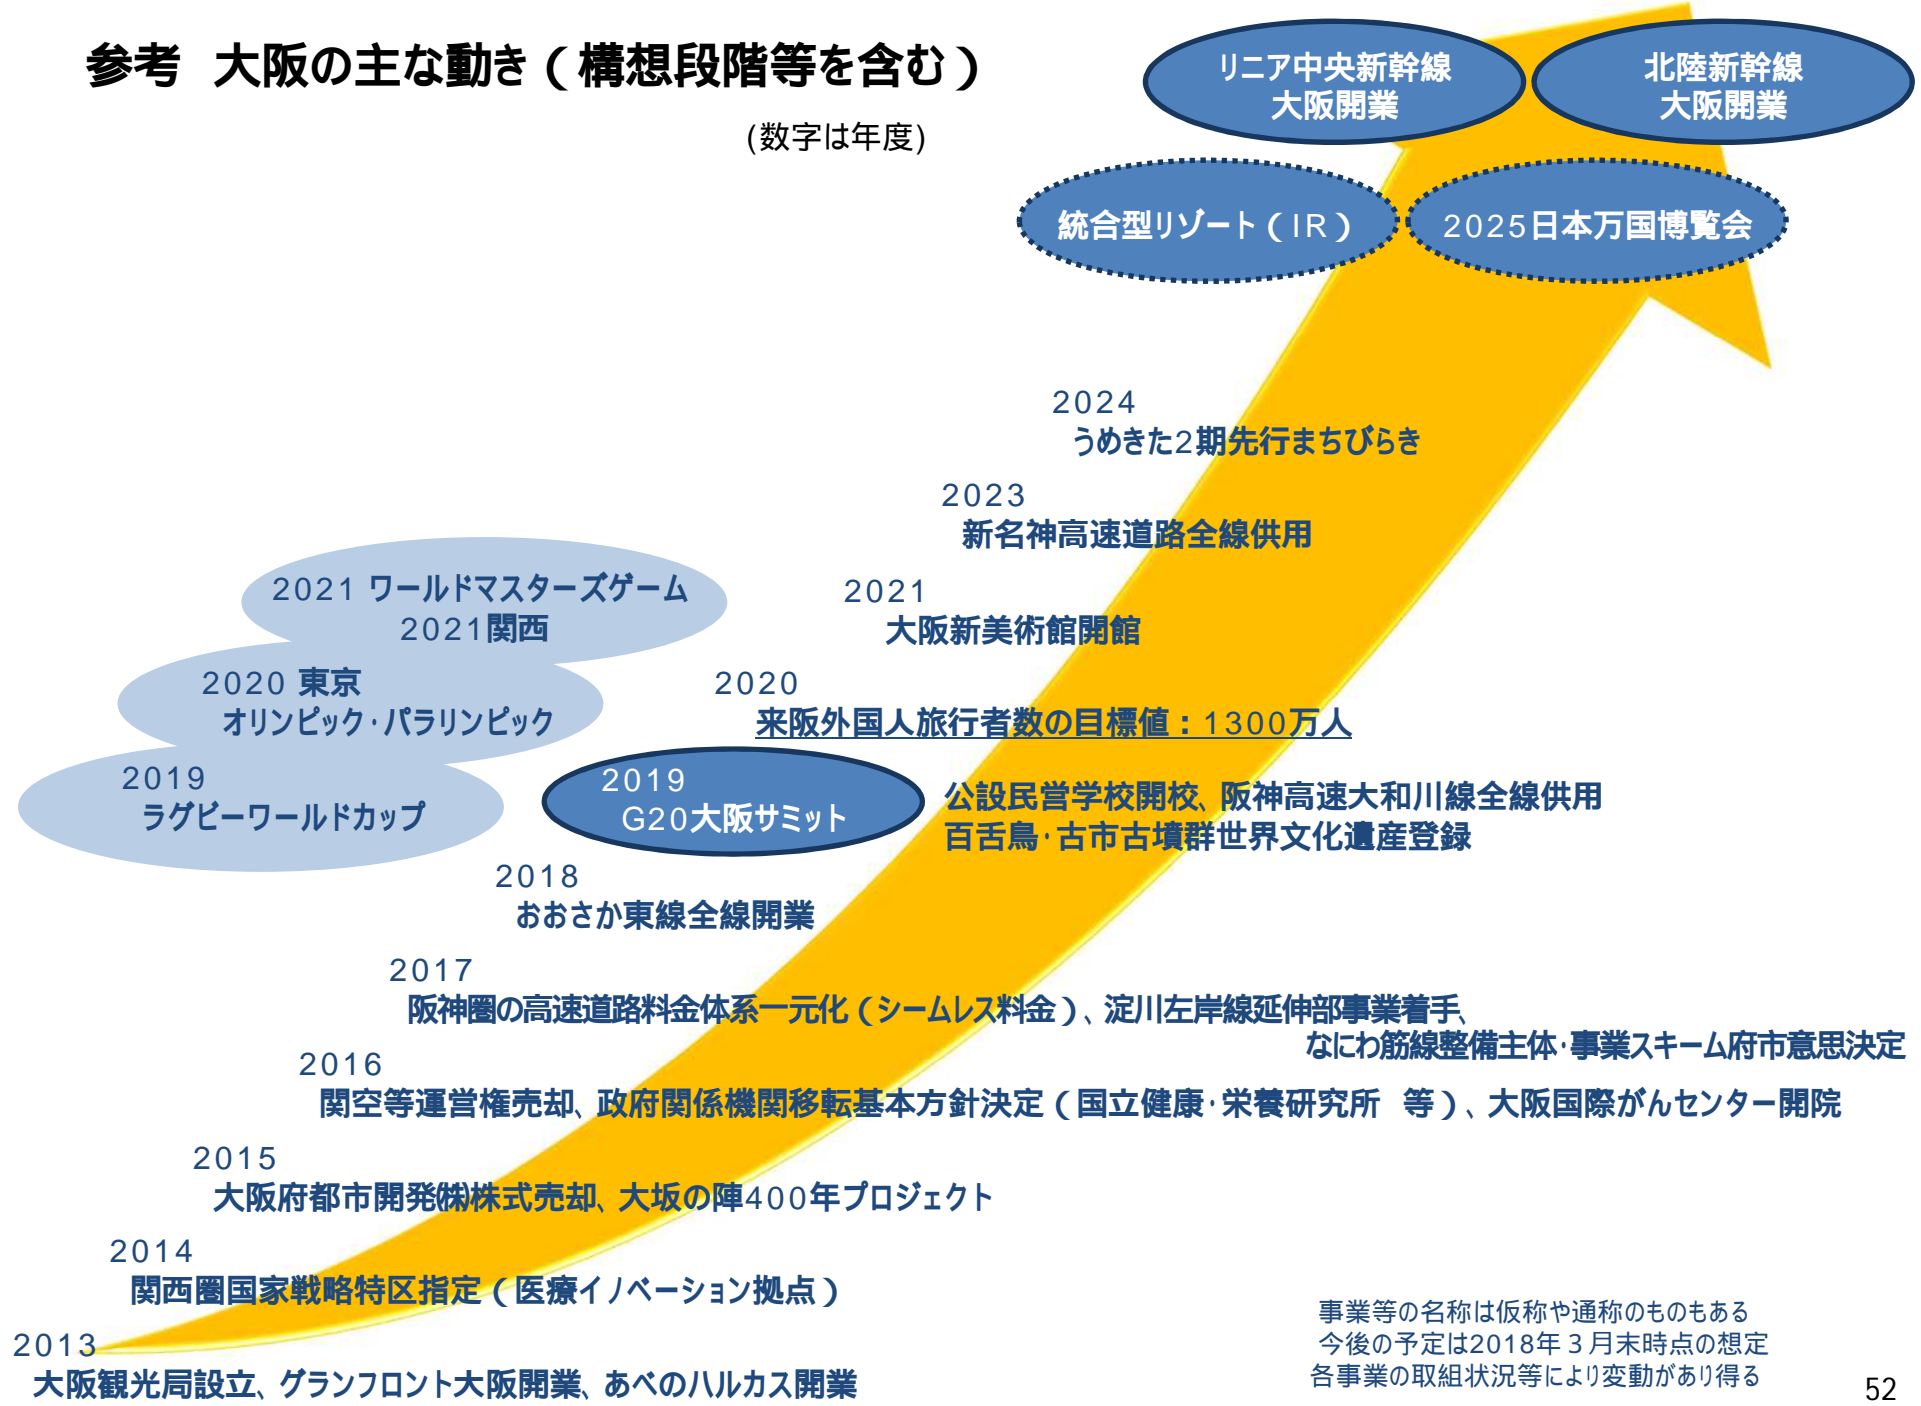 参考 大阪の主な動き（構想段階等を含む）
(数字は年度)
リニア中央新幹線
大阪開業
北陸新幹線
大阪開業
統合型リゾート（IR）
2025日本万国博覧会
2024
うめきた2期先行まちびらき
2023
新名神高速道路全線供用
2021 ワールドマスターズゲーム
2021関西
2021
大阪新美術館開館
2020 東京
オリンピック・パラリンピック
2020
来阪外国人旅行者数の目標値：1300万人
2019
ラグビーワールドカップ
2019
G20大阪サミット
公設民営学校開校、阪神高速大和川線全線供用
百舌鳥・古市古墳群世界文化遺産登録
2018
おおさか東線全線開業
2017
阪神圏の高速道路料金体系一元化（シームレス料金）、淀川左岸線延伸部事業着手、
なにわ筋線整備主体・事業スキーム府市意思決定
2016
関空等運営権売却、政府関係機関移転基本方針決定（国立健康・栄養研究所 等）、大阪国際がんセンター開院
2015
大阪府都市開発㈱株式売却、大坂の陣400年プロジェクト
2014
関西圏国家戦略特区指定（医療イノベーション拠点）
2013
大阪観光局設立、グランフロント大阪開業、あべのハルカス開業
事業等の名称は仮称や通称のものもある
今後の予定は2018年３月末時点の想定
各事業の取組状況等により変動があり得る
52